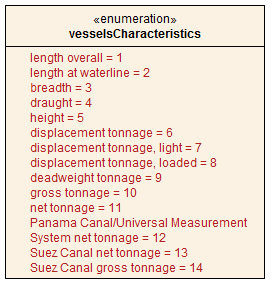 «enumeration»
vesselsCharacteristics
length overall = 1
length at waterline = 2
breadth = 3
draught = 4
height = 5
displacement tonnage = 6
displacement tonnage, light = 7
displacement tonnage, loaded = 8
deadweight tonnage = 9
gross tonnage = 10
net tonnage = 11
Panama Canal/Universal Measurement
System net tonnage = 12
Suez Canal net tonnage = 13
Suez Canal gross tonnage = 14